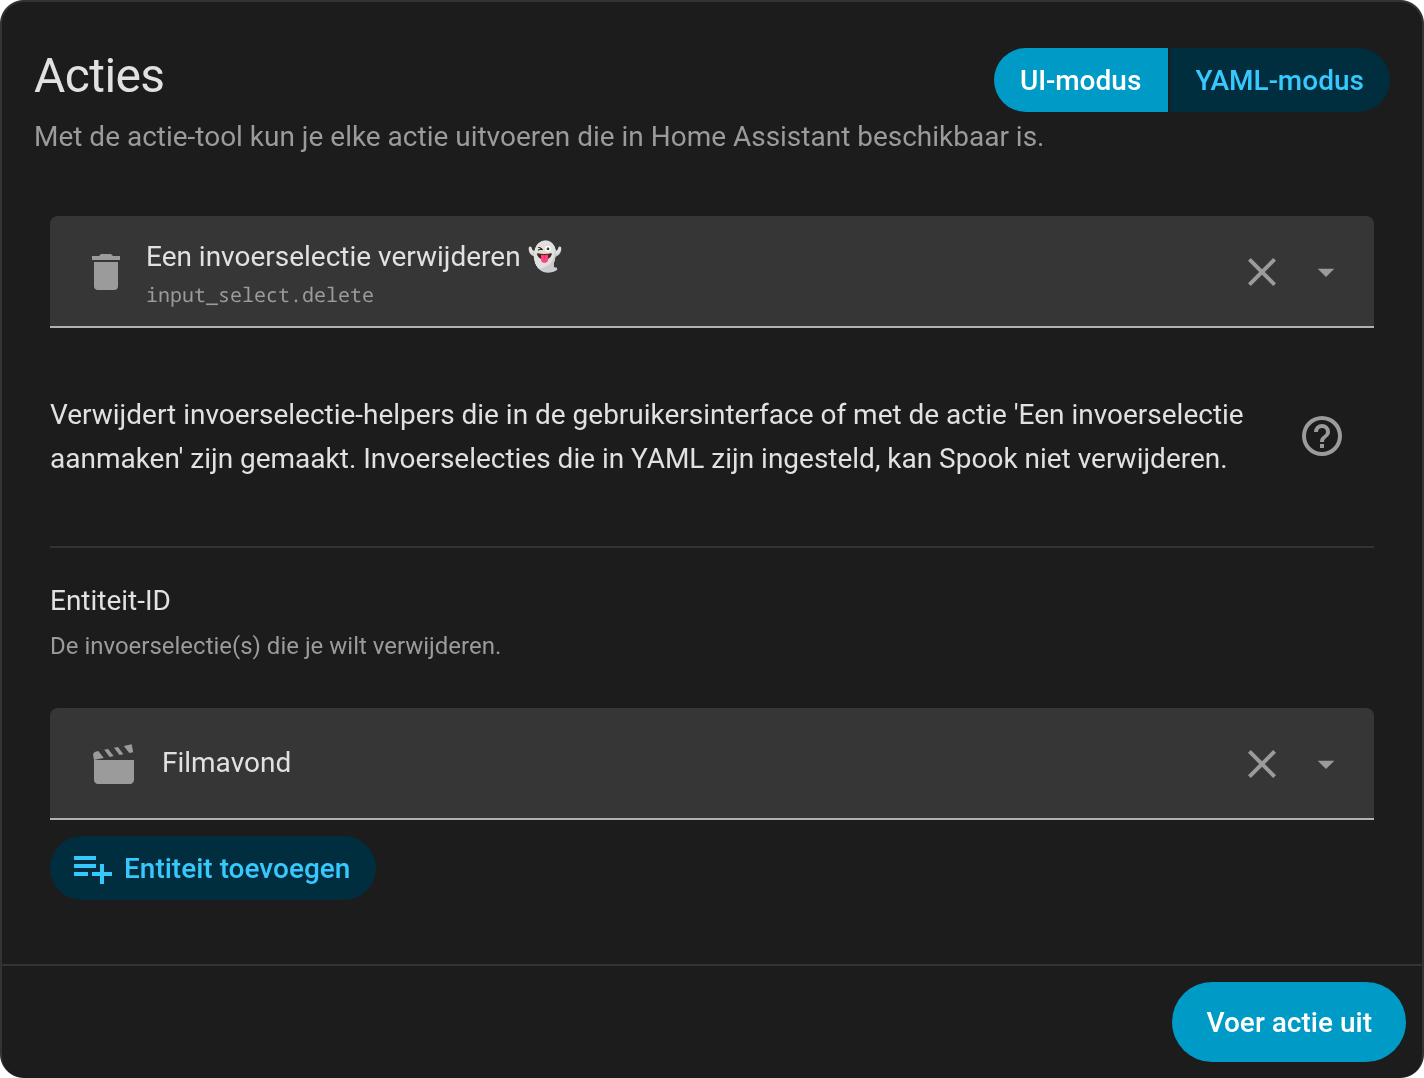 Acties
UI-modus
YAML-modus
Met de actie-tool kun je elke actie uitvoeren die in Home Assistant beschikbaar is.
Een invoerselectie verwijderen 👻
input_select.delete
Verwijdert invoerselectie-helpers die in de gebruikersinterface of met de actie 'Een invoerselectie
aanmaken' zijn gemaakt. Invoerselecties die in YAML zijn ingesteld, kan Spook niet verwijderen.
Entiteit-ID
De invoerselectie(s) die je wilt verwijderen.
Filmavond
Entiteit toevoegen
Voer actie uit